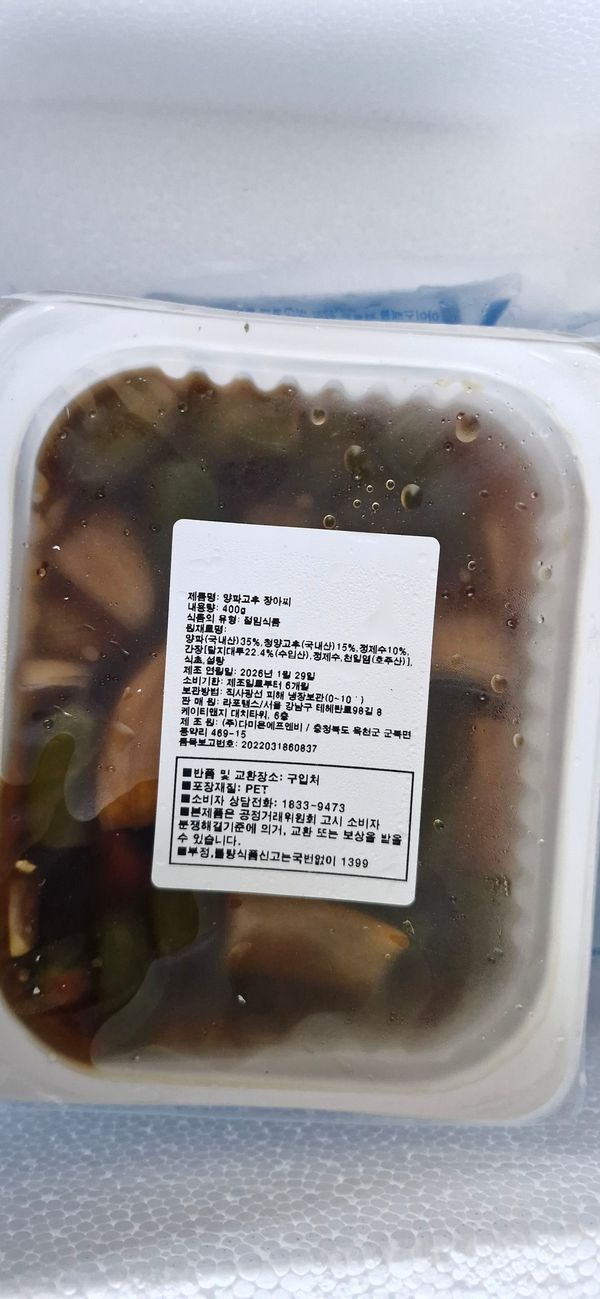 제품명: 양파고추 장아찌
내용량: 400g
식품의 유형: 절임식품
원재료명:
양파(국내산)35%,청양고추(국내산)15%,정제수10%,
간장[탈지대두22.4%(수입산),정제수,천일염(호주산)],
식초,설탕
제조 연월일: 2026년 1월 29일
소비기한: 제조일로부터 6개월
보관방법: 직사광선 피해 냉장보관(0~10˚)
판 매 원: 라포탬스/서울 강남구 테헤란로98길 8
케이티앤지 대치타워, 6층
제 조 원: (주)다미푼에프엔비 / 충청북도 옥천군 군북면
증약리 469-15
품목보고번호: 2022031860837
■반품 및 교환장소: 구입처
■포장재질: PET
■소비자 상담전화: 1833-9473
■본제품은 공정거래위원회 고시 소비자
분쟁해결기준에 의거, 교환 또는 보상을 받을
수 있습니다.
■부정,불량식품신고는국번없이 1399